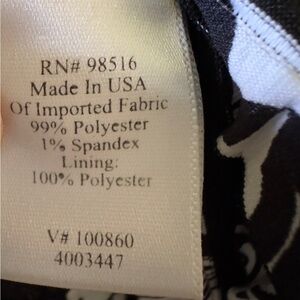 RN# 98516
Made In USA
Of Imported Fabric
99% Polyester
1% Spandex
Lining:
100% Polyester
V# 100860
4003447